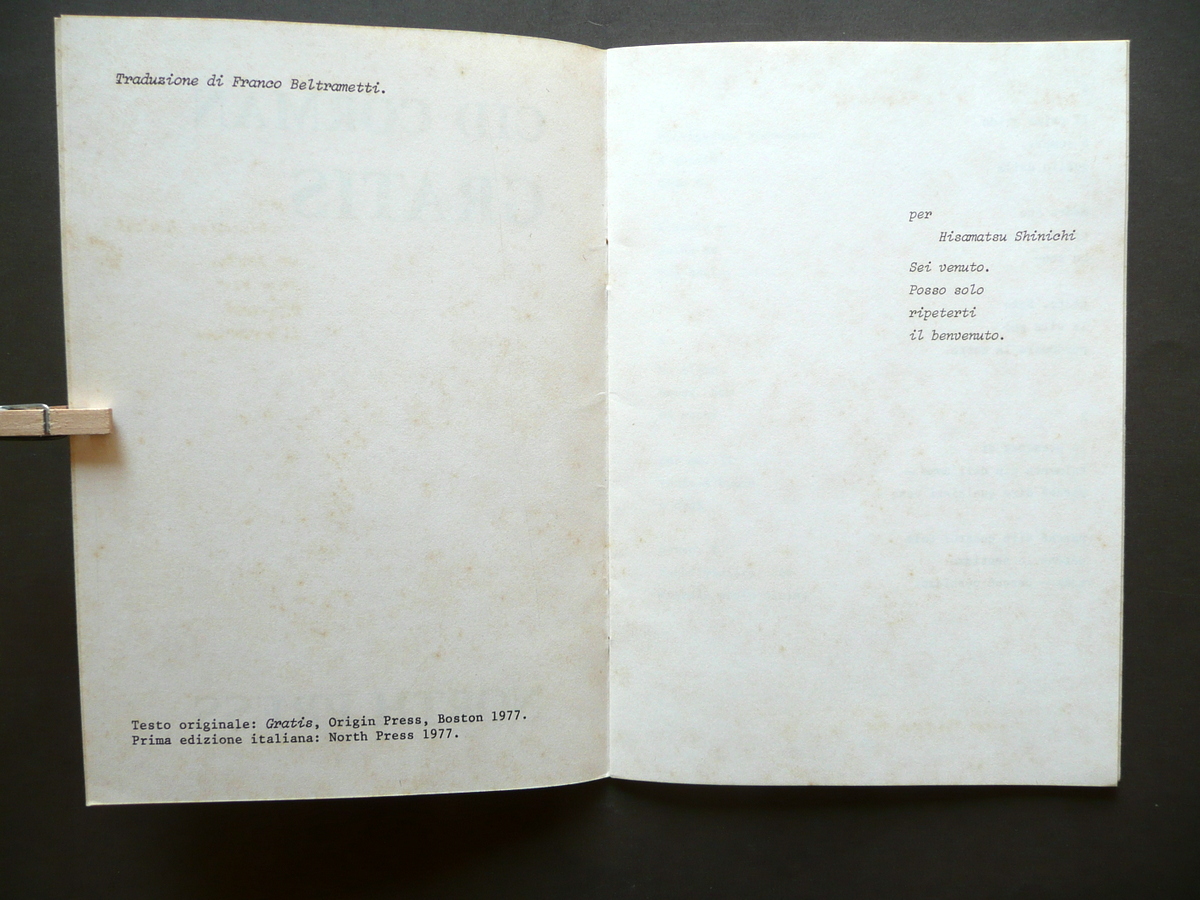 Traduzione di Franco Beltrametti.
Testo originale: Gratis, Origin Press, Boston 1977.
Prima edizione italiana: North Press 1977.
per
Hisamatsu Shinichi
Sei venuto.
Posso solo
ripeterti
il benvenuto.